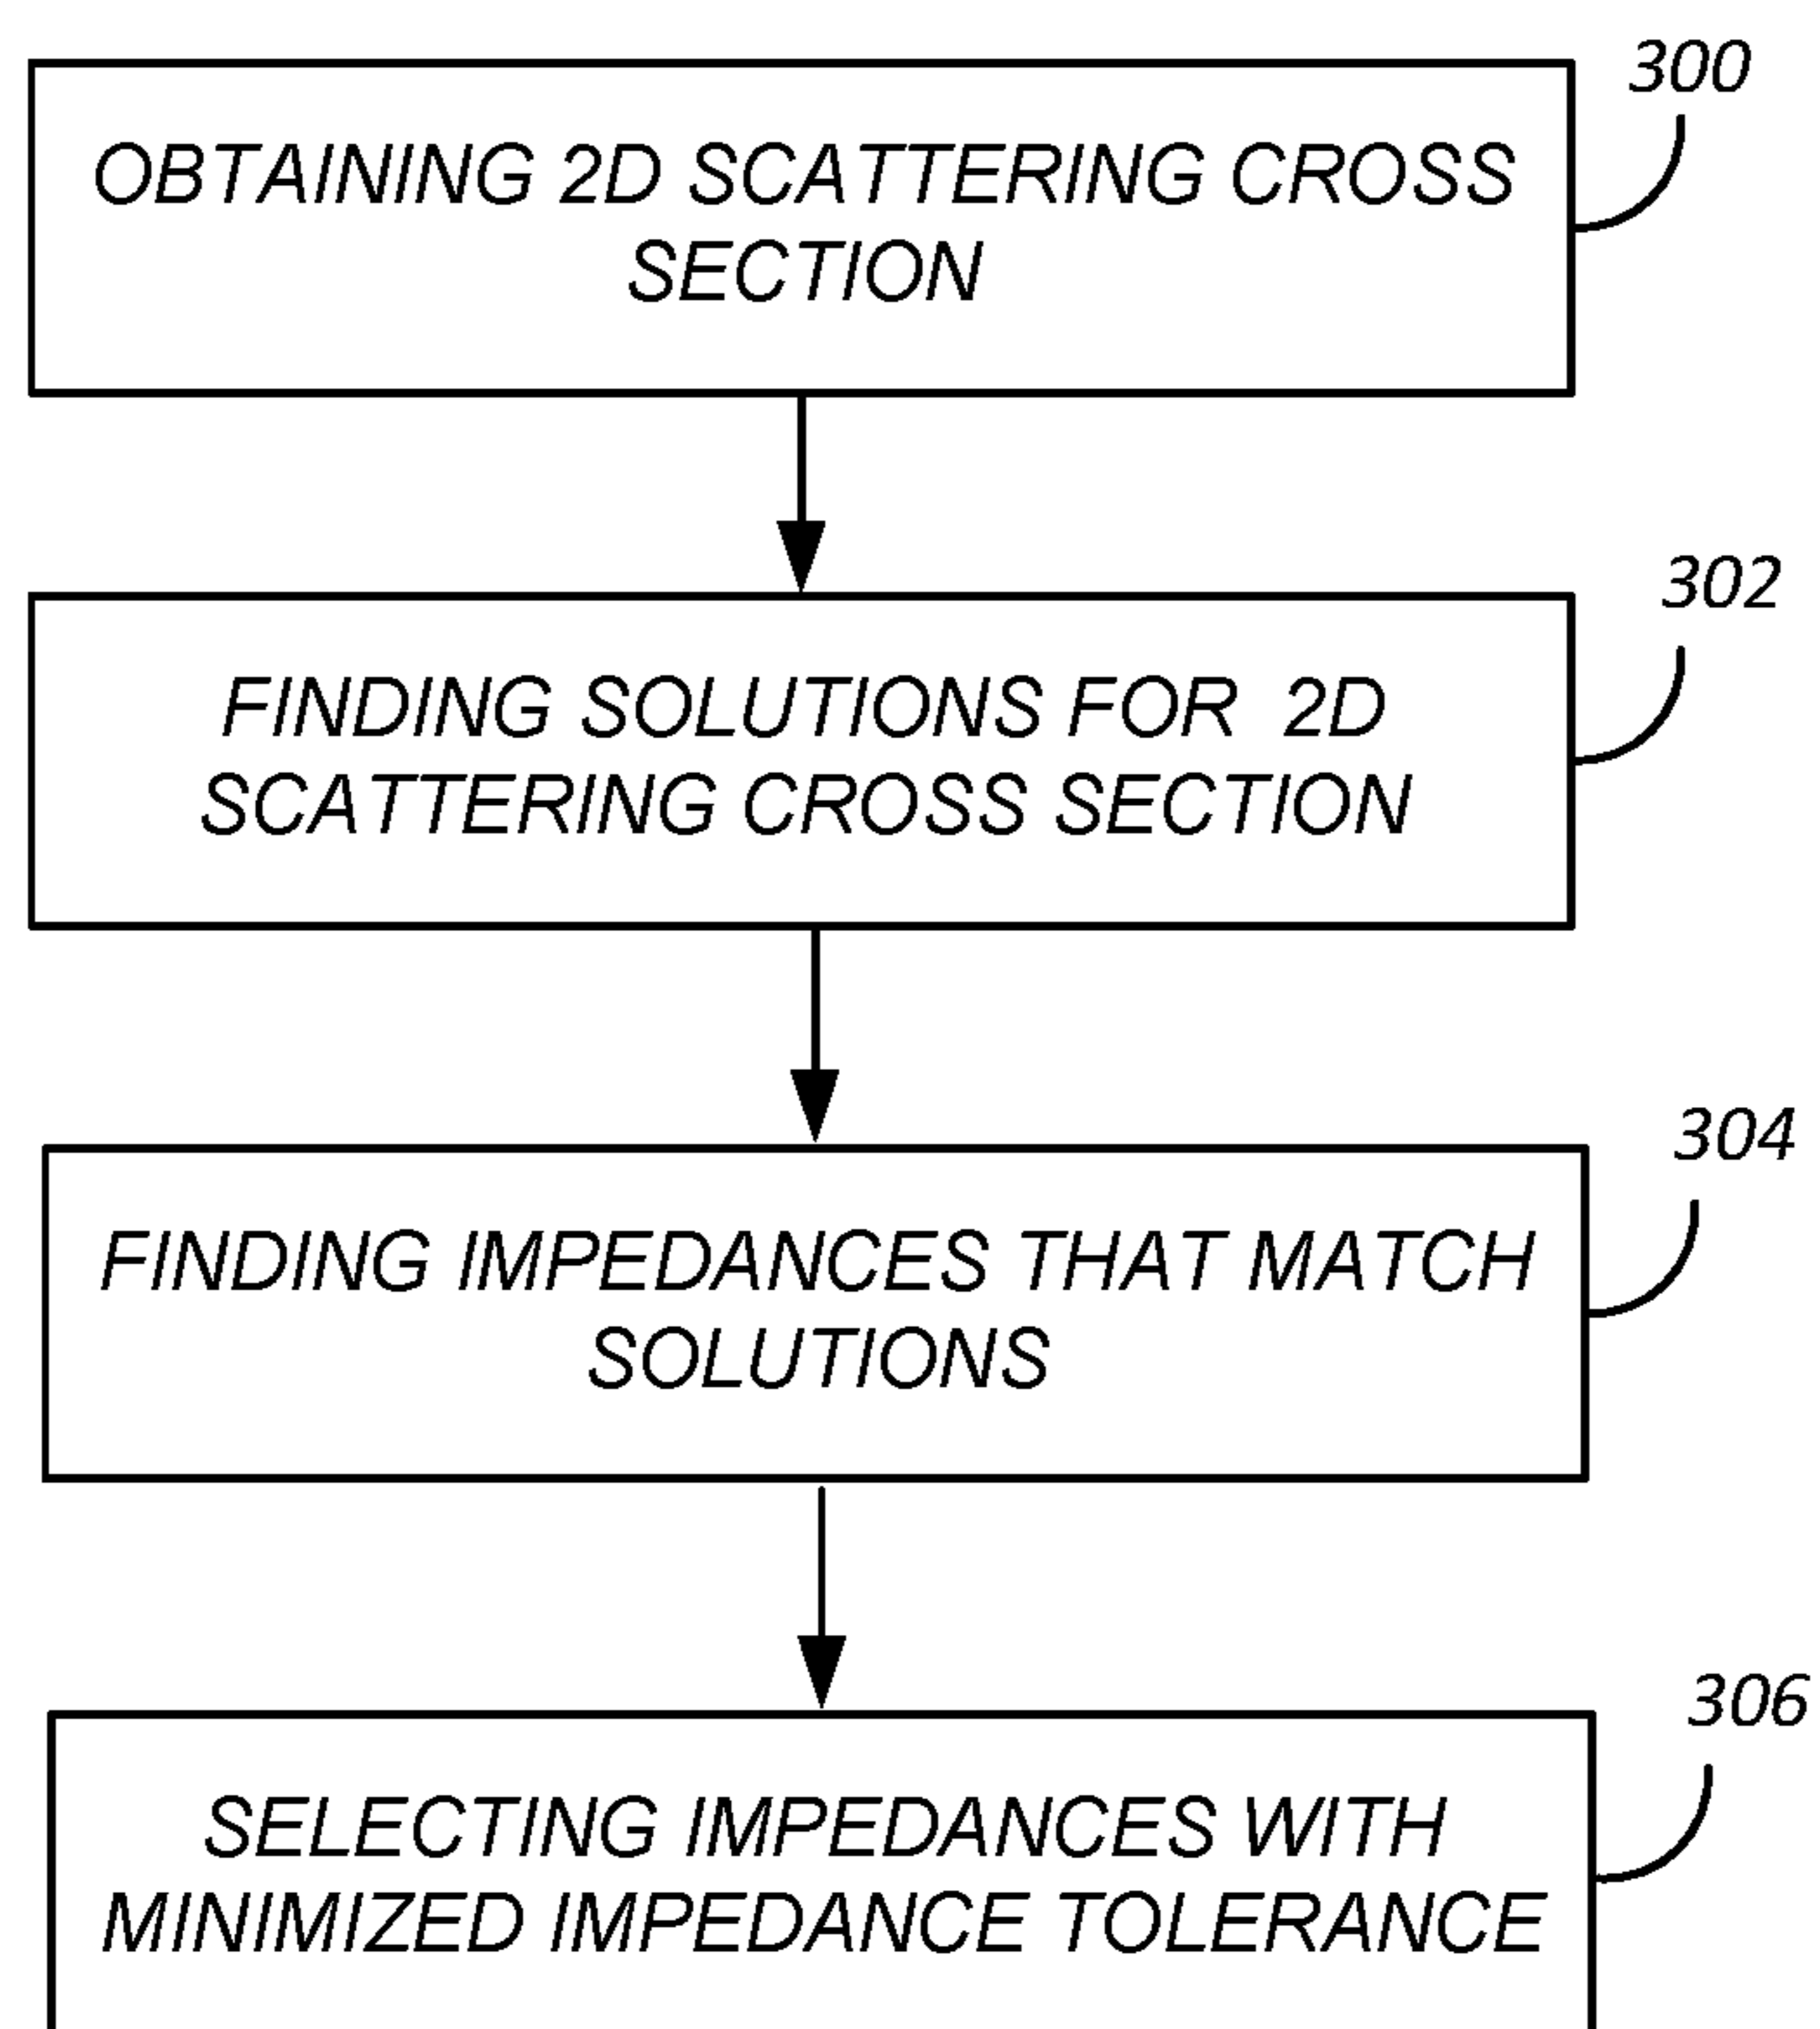 300
OBTAINING 2D SCATTERING CROSS
SECTION
302
FINDING SOLUTIONS FOR 2D
SCATTERING CROSS SECTION
304
FINDING IMPEDANCES THAT MATCH
SOLUTIONS
306
SELECTING IMPEDANCES WITH
MINIMIZED IMPEDANCE TOLERANCE